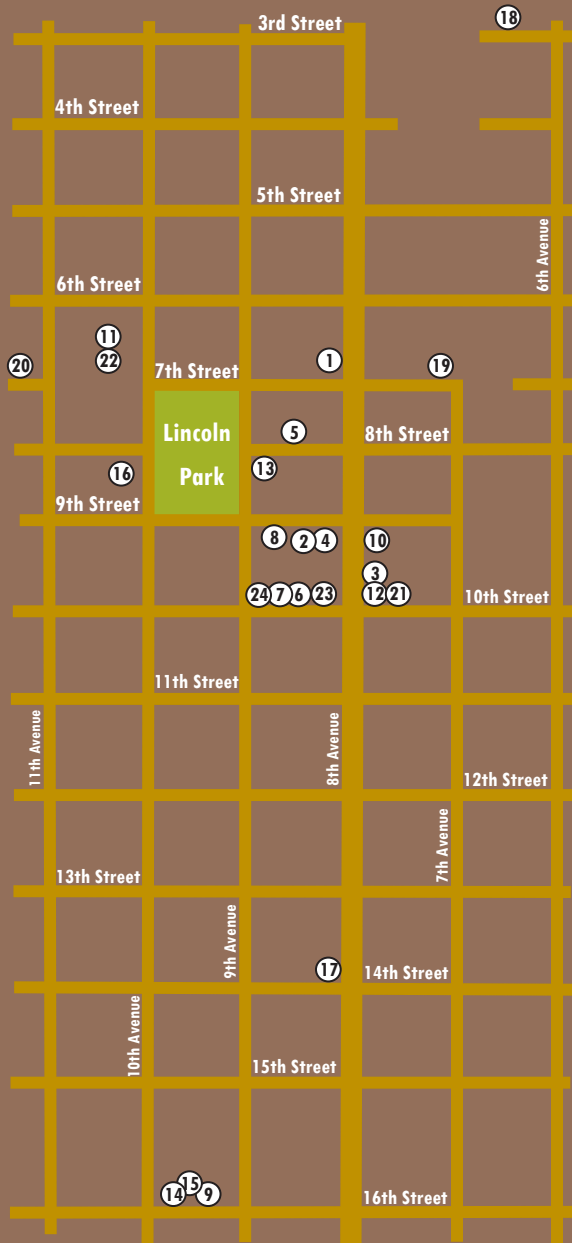 18
3rd Street
4th Street
5th Street
6th Avenue
6th Street
11
22
20
1
19
7th Street
Lincoln
Park
5
8th Street
13
16
9th Street
8
2
4
10
3
24
7
6
23
12
21
10th Street
11th Street
11th Avenue
8th Avenue
12th Street
7th Avenue
13th Street
9th Avenue
17
14th Street
10th Avenue
15th Street
15
14
9
16th Street